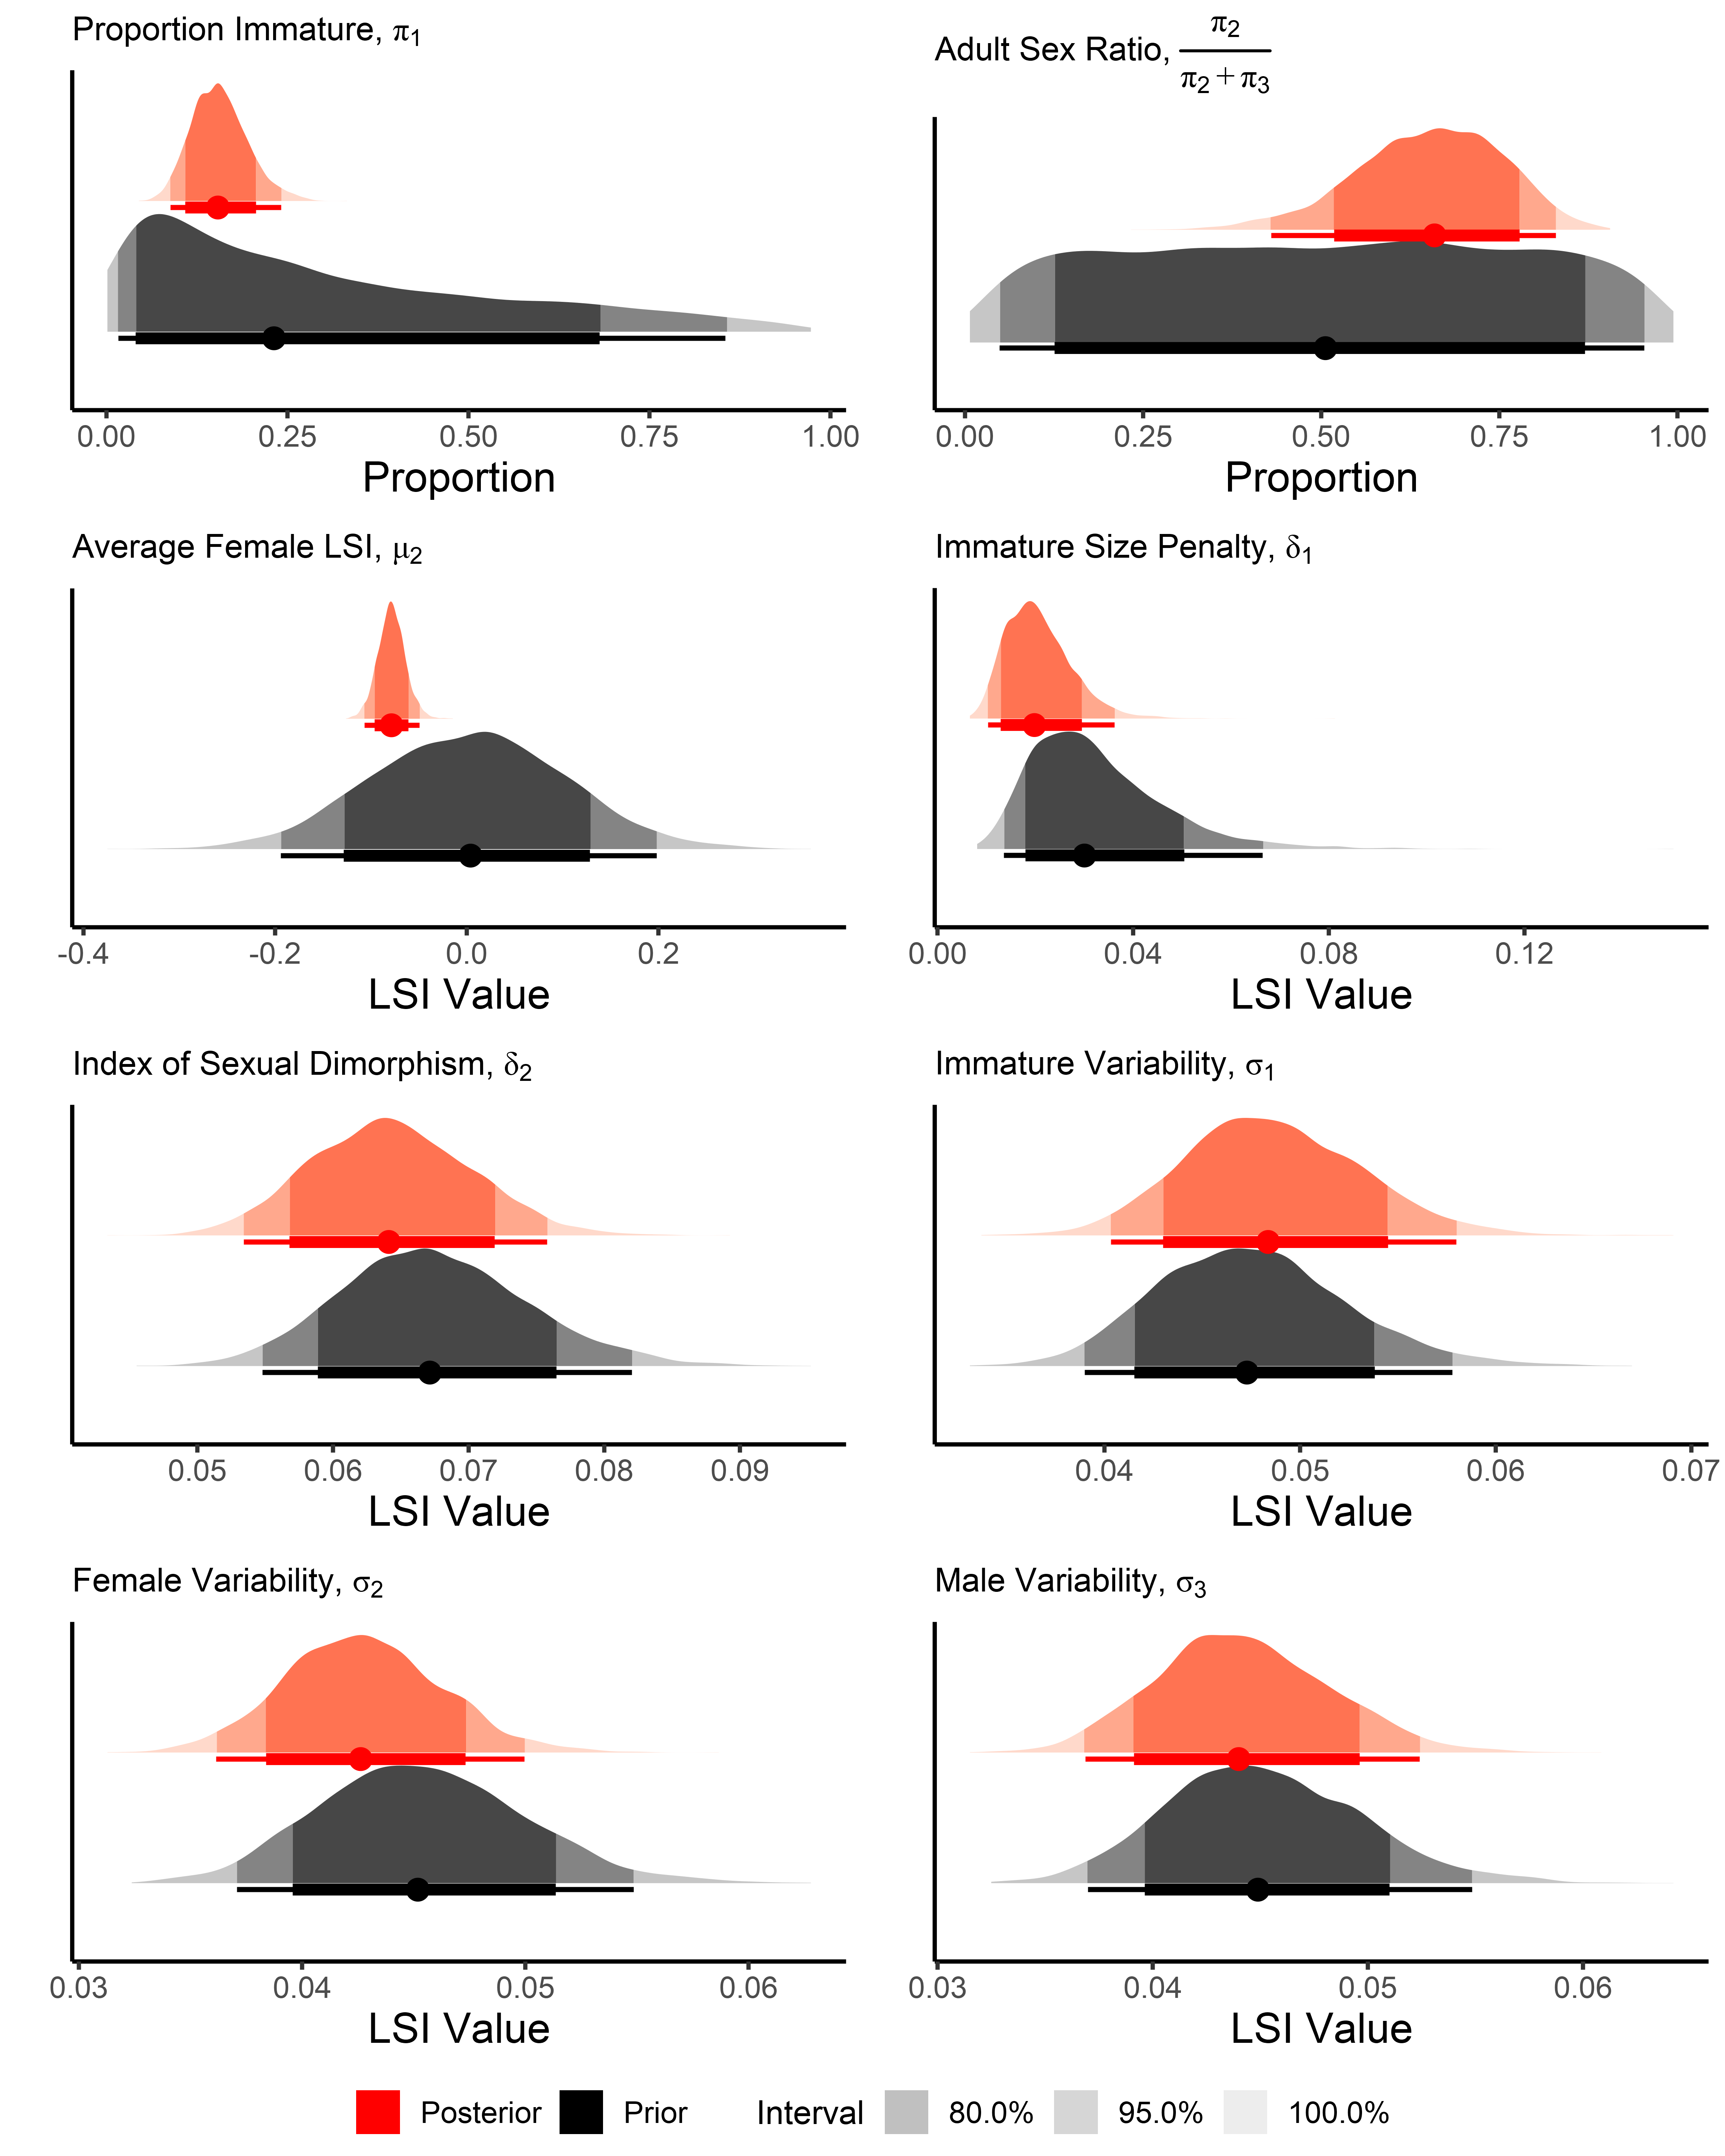 Proportion Immature, π1
Adult Sex Ratio, π2 / π2+π3
0.00 0.25 0.50 0.75 1.00
Proportion
0.00 0.25 0.50 0.75 1.00
Proportion
Average Female LSI, μ2
Immature Size Penalty, δ1
-0.4 -0.2 0.0 0.2
LSI Value
0.00 0.04 0.08 0.12
LSI Value
Index of Sexual Dimorphism, δ2
Immature Variability, σ1
0.05 0.06 0.07 0.08 0.09
LSI Value
0.04 0.05 0.06 0.07
LSI Value
Female Variability, σ2
Male Variability, σ3
0.03 0.04 0.05 0.06
LSI Value
0.03 0.04 0.05 0.06
LSI Value
Posterior Prior Interval 80.0% 95.0% 100.0%